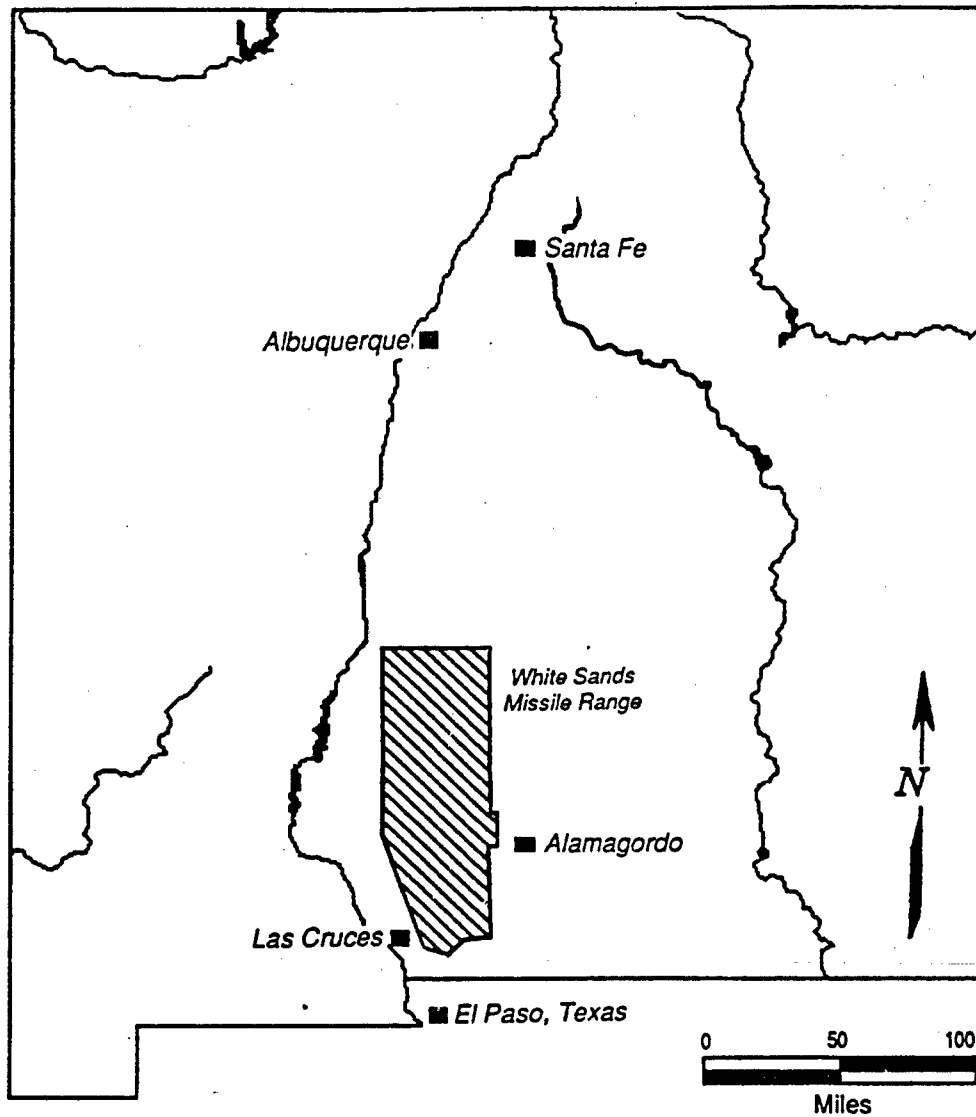 Santa Fe
Albuquerque
White Sands
Missile Range
N
Alamagordo
Las Cruces
El Paso, Texas
0 50 100
Miles